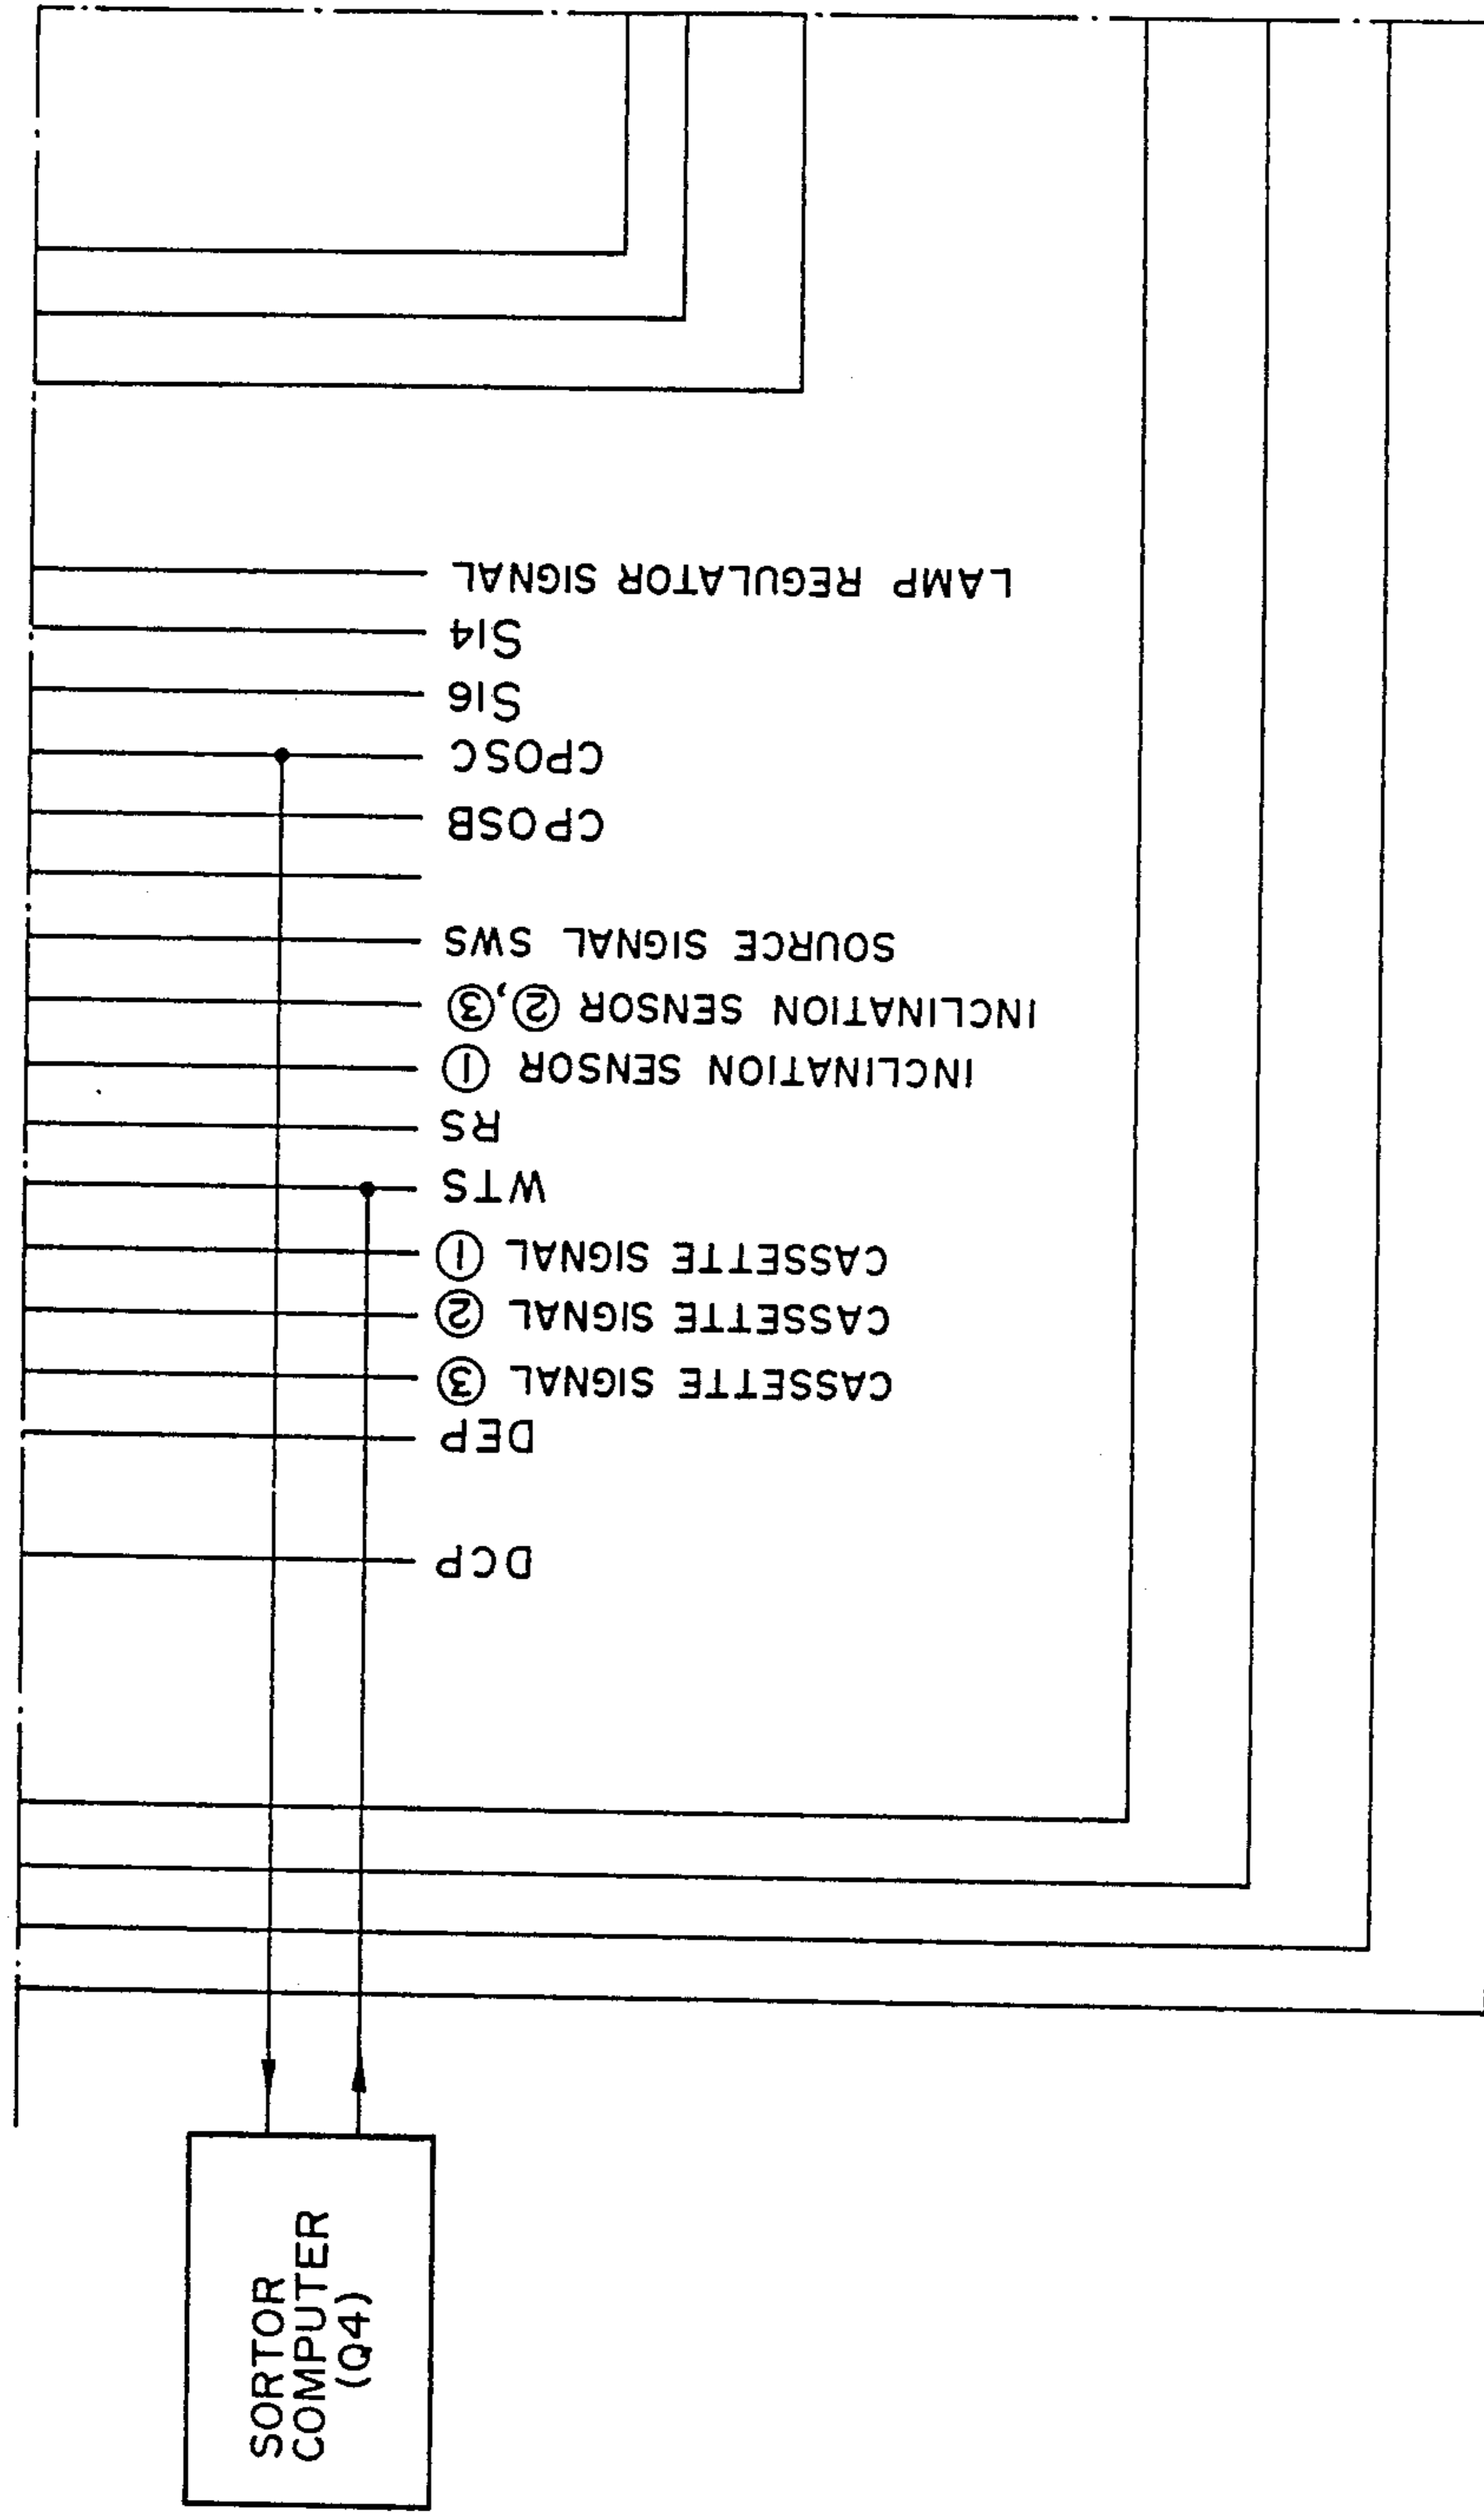 LAMP REGULATOR SIGNAL
S14
S16
CPOSC
CPOSB
SOURCE SIGNAL SWS
INCLINATION SENSOR ②,③
INCLINATION SENSOR ①
RS
WTS
CASSETTE SIGNAL ①
CASSETTE SIGNAL ②
CASSETTE SIGNAL ③
DEP
DCP
SORTOR
COMPUTER
(Q4)